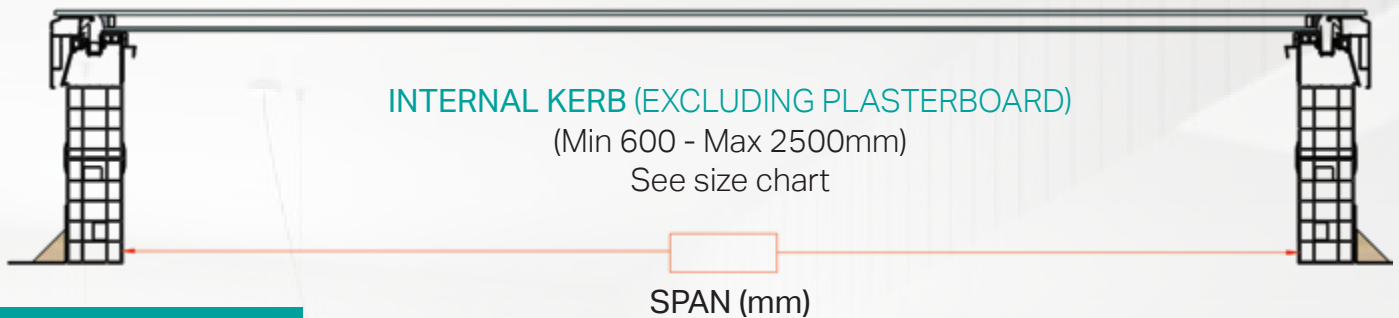 INTERNAL KERB (EXCLUDING PLASTERBOARD)
(Min 600 - Max 2500mm)
See size chart
SPAN (mm)